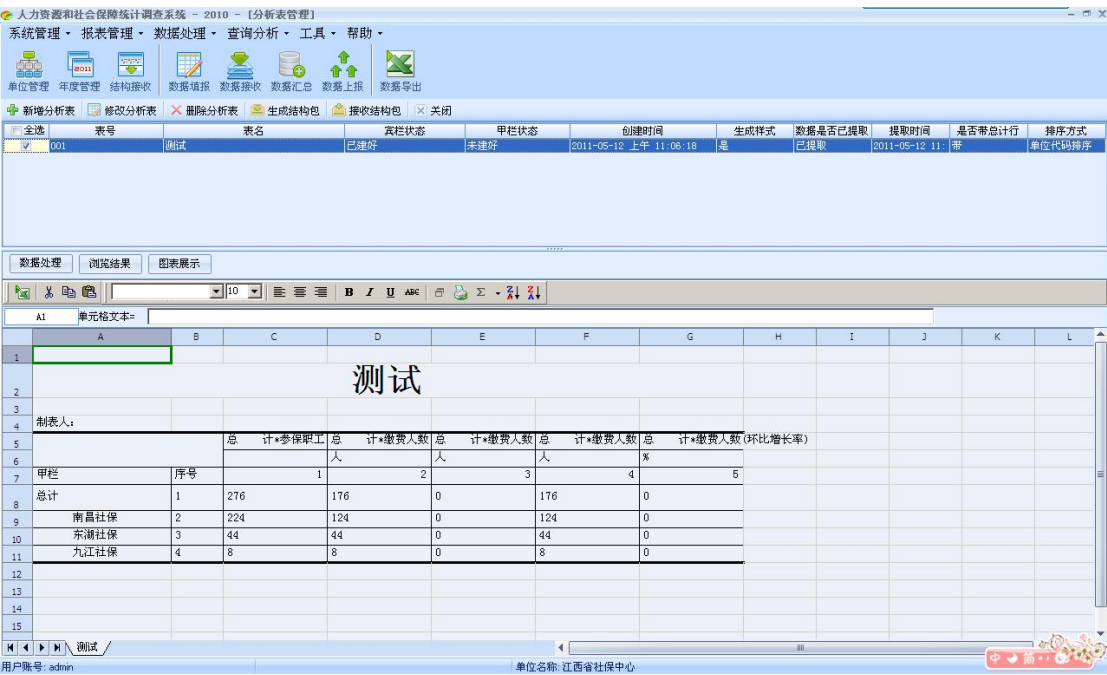 人力资源和社会保障统计调查系统 - 2010 - [分析表管理]
系统管理 报表管理 数据处理 查询分析 工具 帮助
2011
单位管理 年度管理 结构接收 数据填报 数据接收 数据汇总 数据上报 数据导出
新增分析表 修改分析表 删除分析表 生成结构包 接收结构包 关闭
全选 表号 表名 宾栏状态 甲栏状态 创建时间 生成样式 数据是否已提取 提取时间 是否带总计行 排序方式
001 测试 已建好 未建好 2011-05-12 上午 11:06:18 是 已提取 2011-05-12 11: 带 单位代码排序
数据处理 浏览结果 图表展示
10 B I U ABC Σ
A1 单元格文本=
A B C D E F G H I J K L
1
2 测试
3
4 制表人:
5 总 计*参保职工 总 计*缴费人数 总 计*缴费人数 总 计*缴费人数 总 计*缴费人数(环比增长率)
6 人 人 人 %
7 甲栏 序号 1 2 3 4 5
8 总计 1 276 176 0 176 0
9 南昌社保 2 224 124 0 124 0
10 东湖社保 3 44 44 0 44 0
11 九江社保 4 8 8 0 8 0
12
13
14
15
测试
用户账号: admin 单位名称: 江西省社保中心
中 简